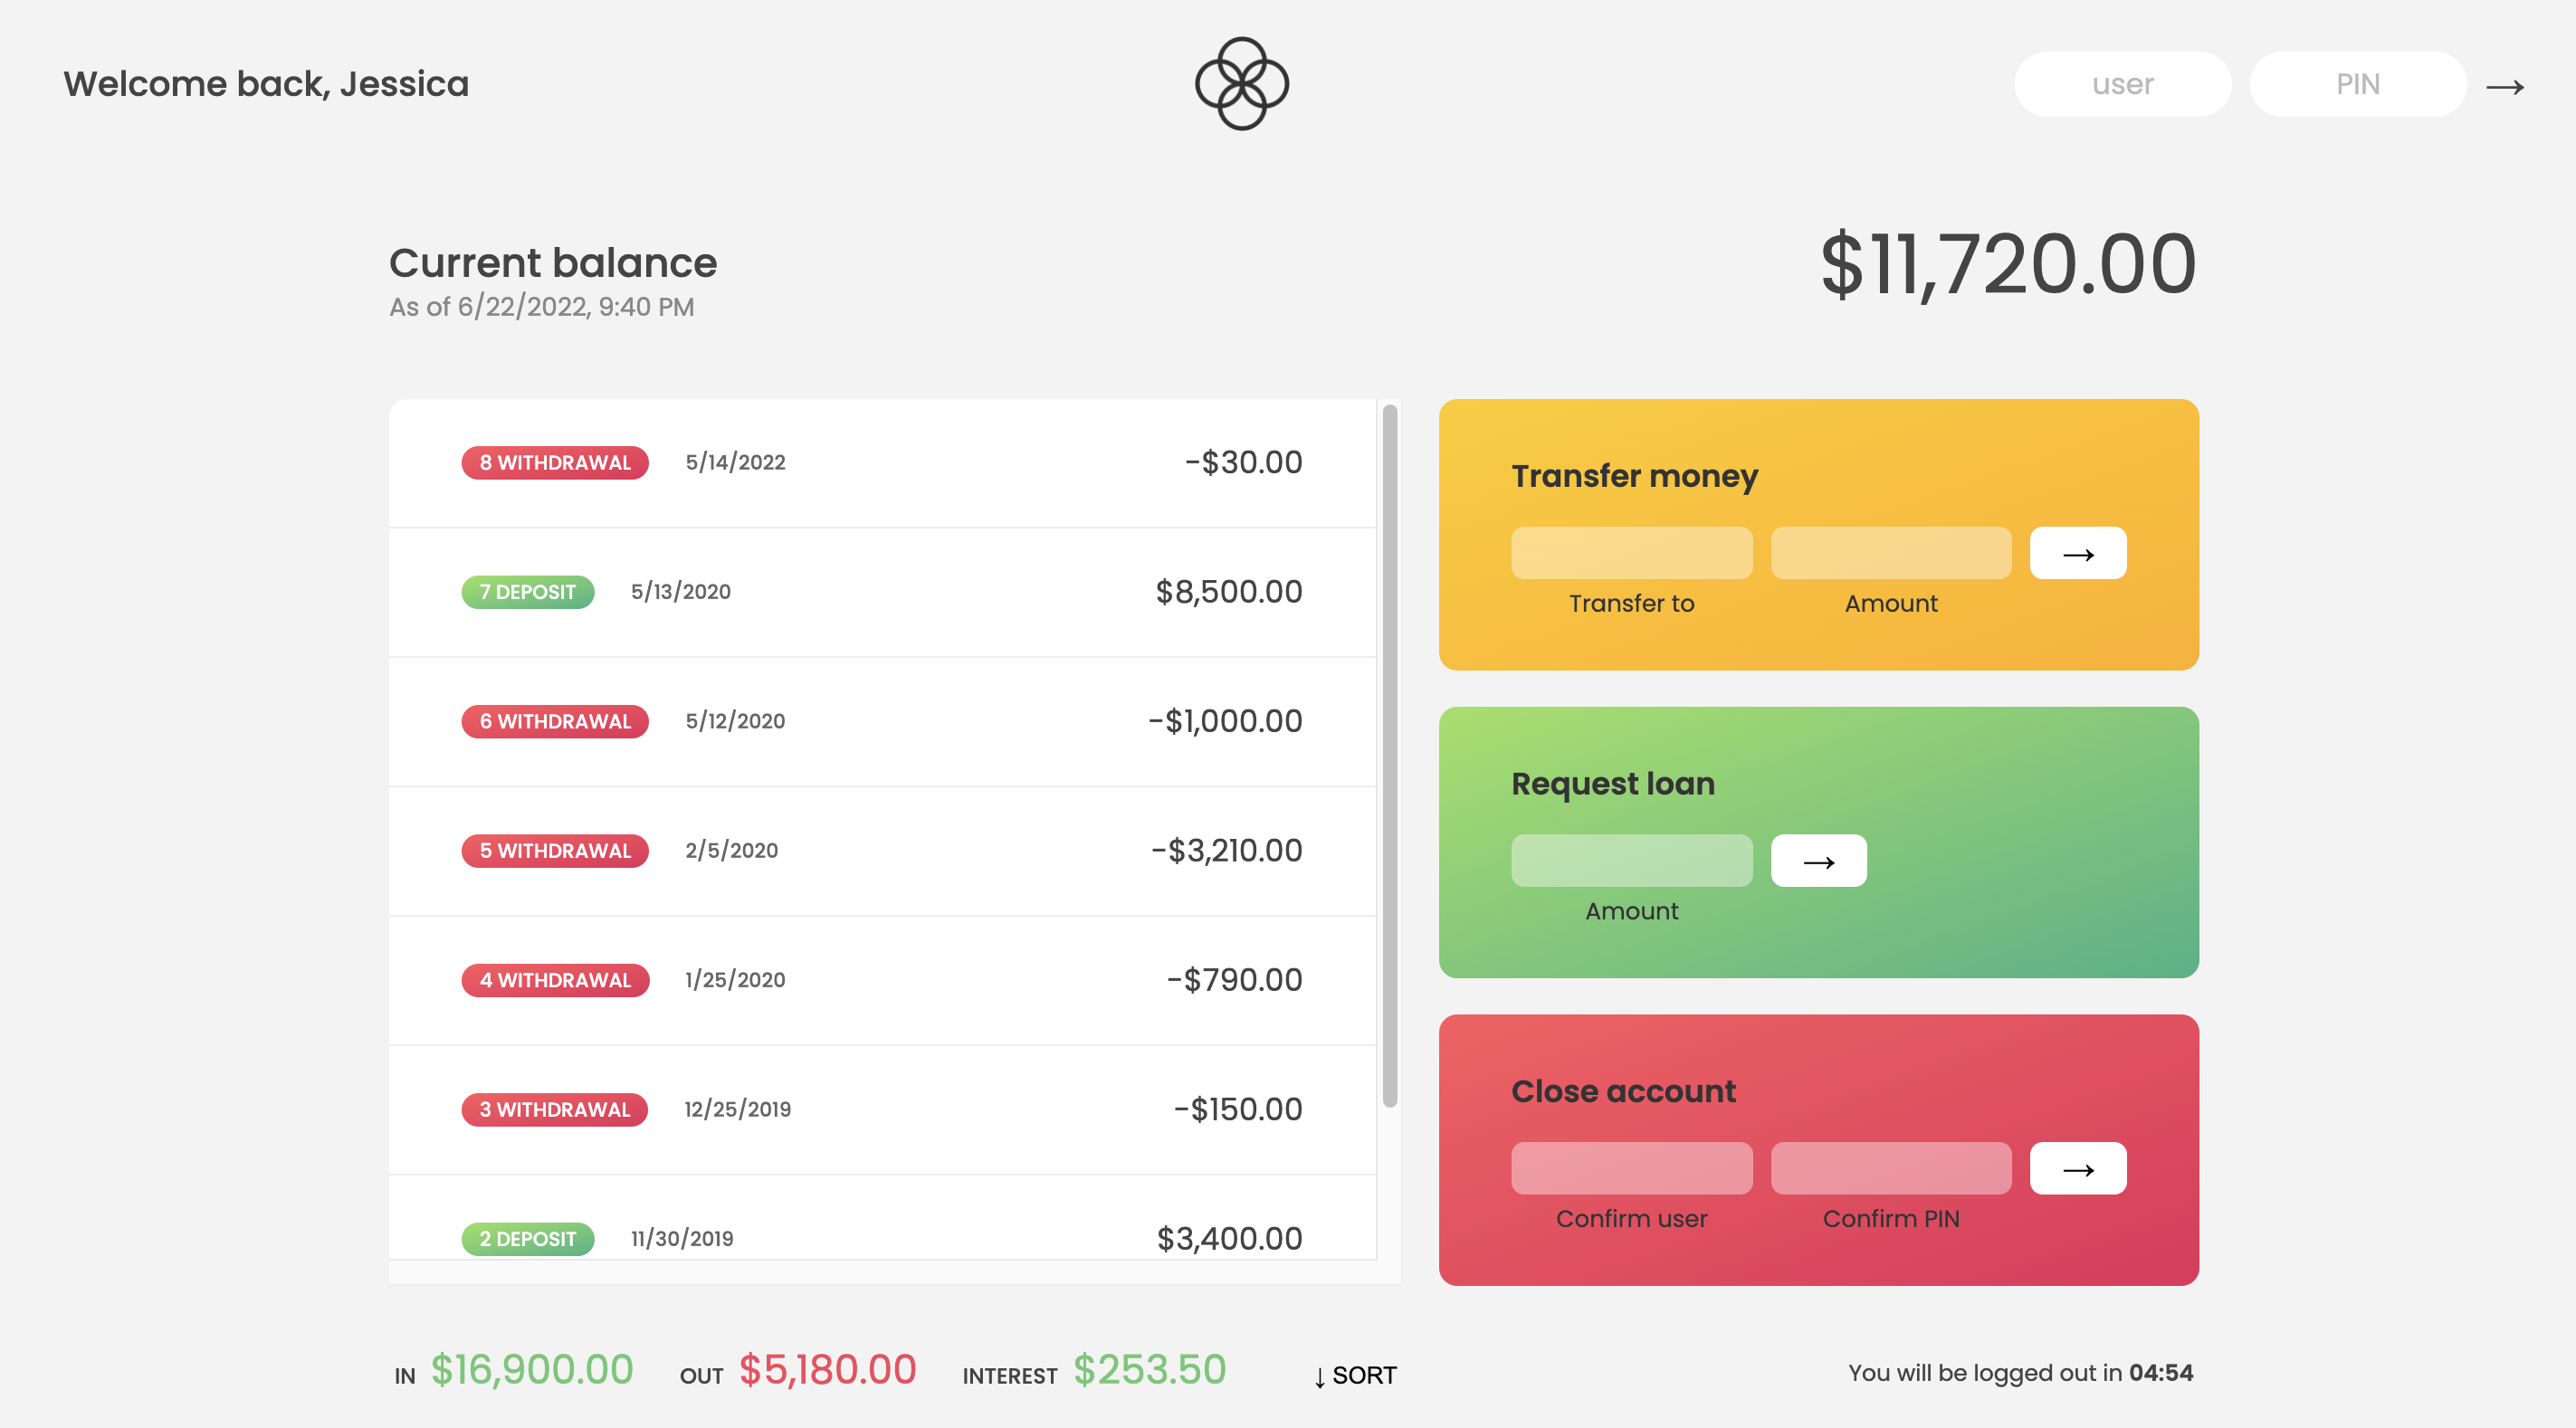 Welcome back, Jessica
user
PIN
→
Current balance
As of 6/22/2022, 9:40 PM
$11,720.00
8 WITHDRAWAL 5/14/2022 -$30.00
7 DEPOSIT 5/13/2020 $8,500.00
6 WITHDRAWAL 5/12/2020 -$1,000.00
5 WITHDRAWAL 2/5/2020 -$3,210.00
4 WITHDRAWAL 1/25/2020 -$790.00
3 WITHDRAWAL 12/25/2019 -$150.00
2 DEPOSIT 11/30/2019 $3,400.00
Transfer money
→
Transfer to Amount
Request loan
→
Amount
Close account
→
Confirm user Confirm PIN
IN $16,900.00 OUT $5,180.00 INTEREST $253.50 ↓ SORT
You will be logged out in 04:54